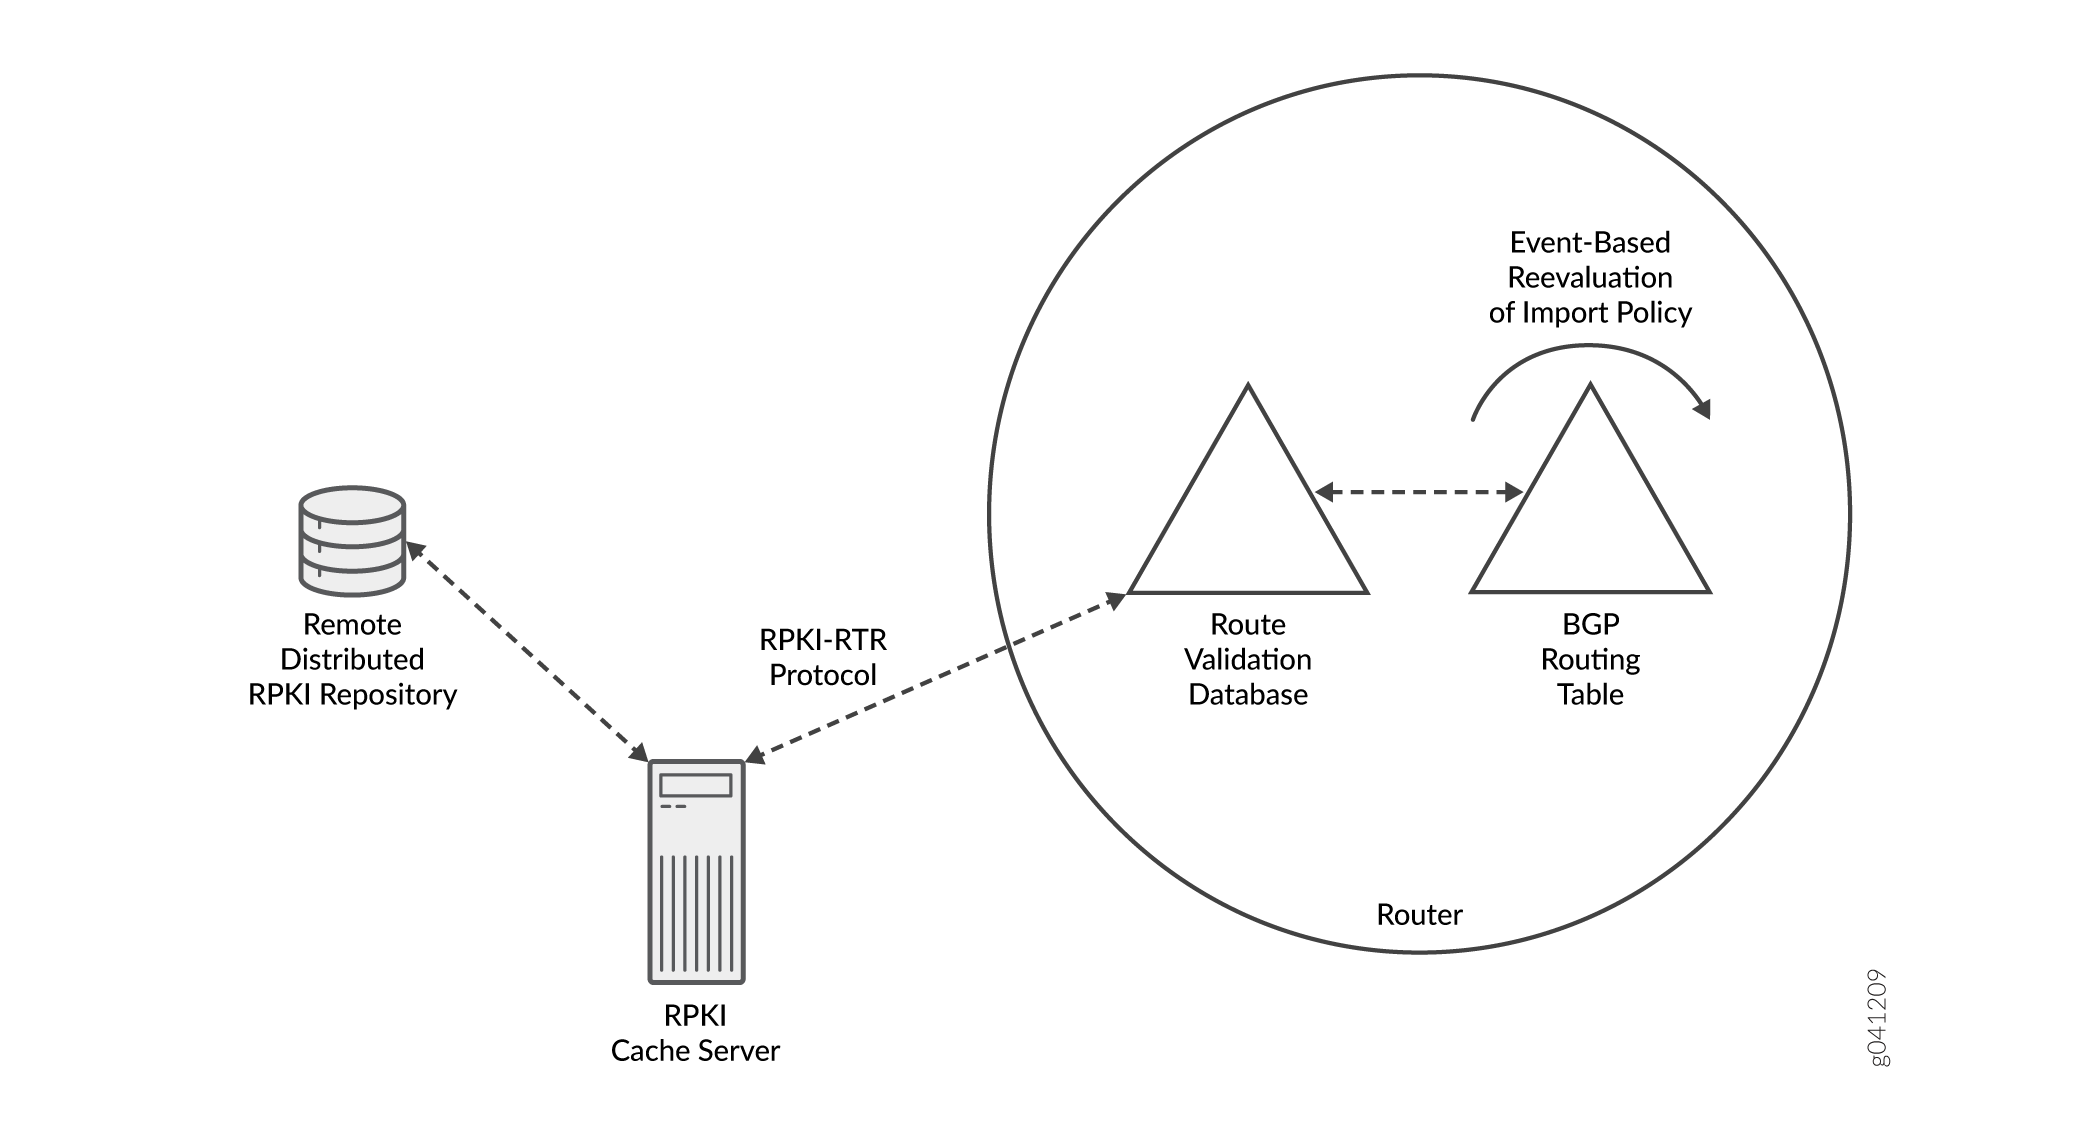 Event-Based
Reevaluation
of Import Policy
Remote
Distributed
RPKI Repository
RPKI-RTR
Protocol
Route
Validation
Database
BGP
Routing
Table
Router
RPKI
Cache Server
g041209